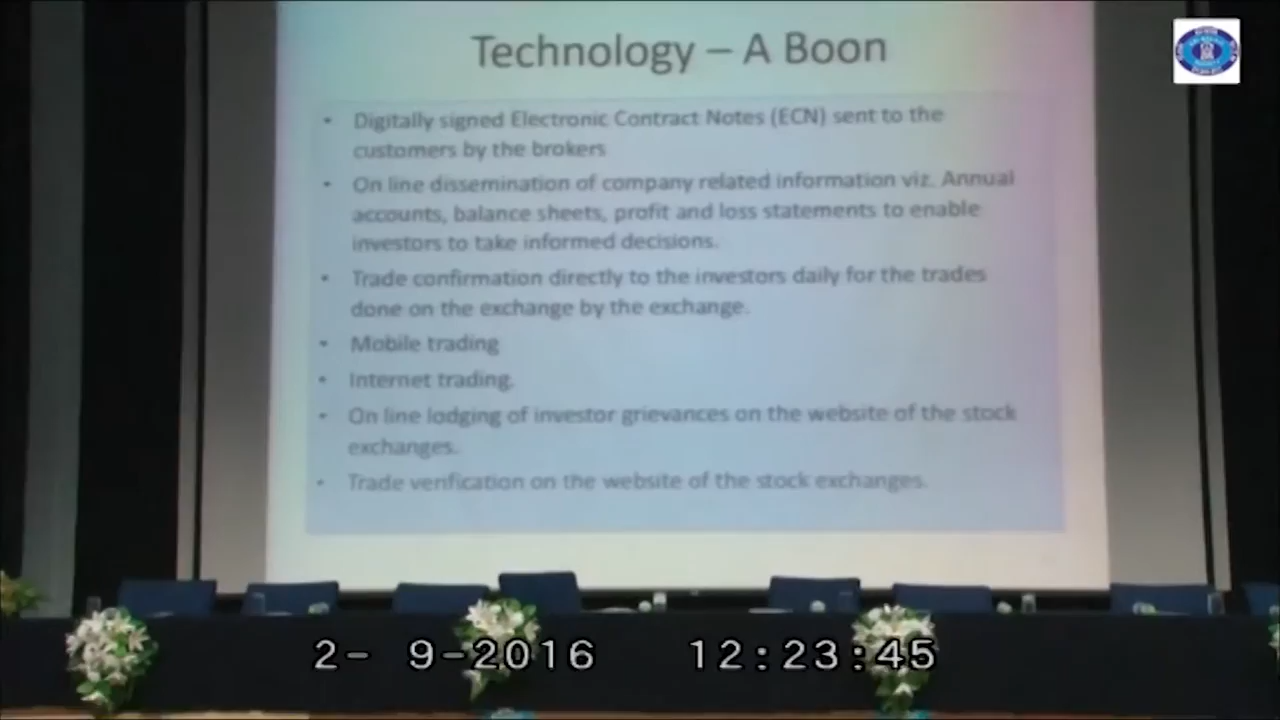 Technology – A Boon
• Digitally signed Electronic Contract Notes (ECN) sent to the
customers by the brokers
• On line dissemination of company related information viz. Annual
accounts, balance sheets, profit and loss statements to enable
investors to take informed decisions.
• Trade confirmation directly to the investors daily for the trades
done on the exchange by the exchange.
• Mobile trading
• Internet trading.
• On line lodging of investor grievances on the website of the stock
exchanges.
• Trade verification on the website of the stock exchanges.
2- 9-2016 12:23:45